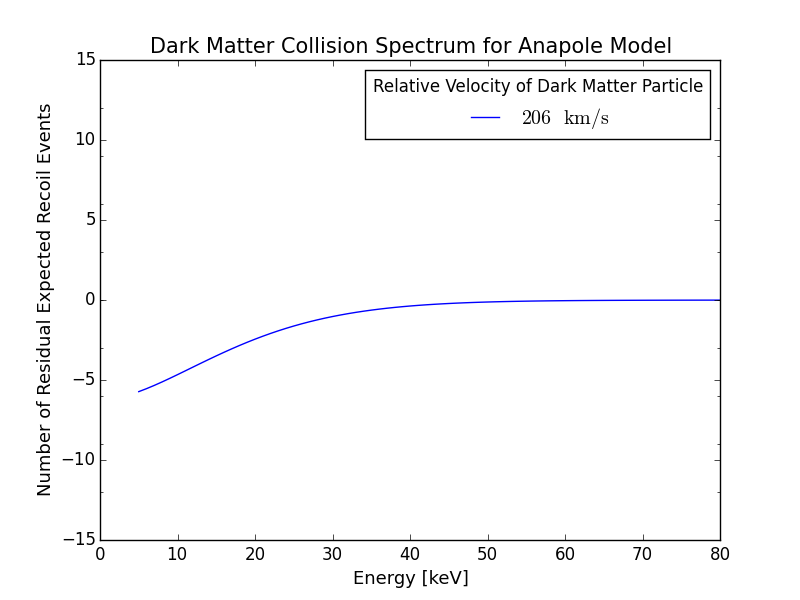 Dark Matter Collision Spectrum for Anapole Model
Relative Velocity of Dark Matter Particle
206 km/s
Number of Residual Expected Recoil Events
15
10
5
0
−5
−10
−15
0 10 20 30 40 50 60 70 80
Energy [keV]